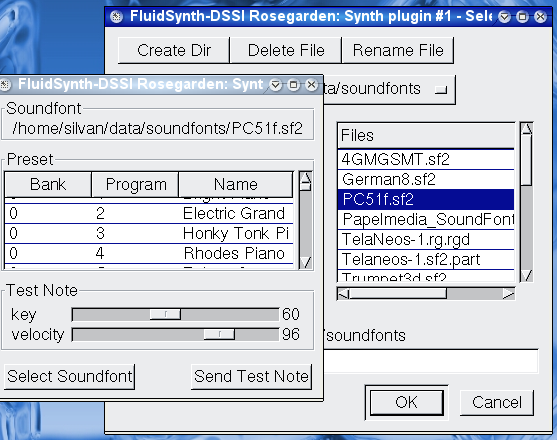 FluidSynth-DSSI Rosegarden: Synth plugin #1 - Sele
Create Dir Delete File Rename File
ta/soundfonts
Files
4GMGSMT.sf2
German8.sf2
PC51f.sf2
Papelmedia_SoundFont
TelaNeos-1.rg.rgd
Telaneos-1.sf2.part
Trumpet3d.sf2
/soundfonts
OK Cancel
FluidSynth-DSSI Rosegarden: Synt
Soundfont
/home/silvan/data/soundfonts/PC51f.sf2
Preset
Bank Program Name
0 2 Electric Grand
0 3 Honky Tonk Pi
0 4 Rhodes Piano
Test Note
key 60
velocity 96
Select Soundfont Send Test Note